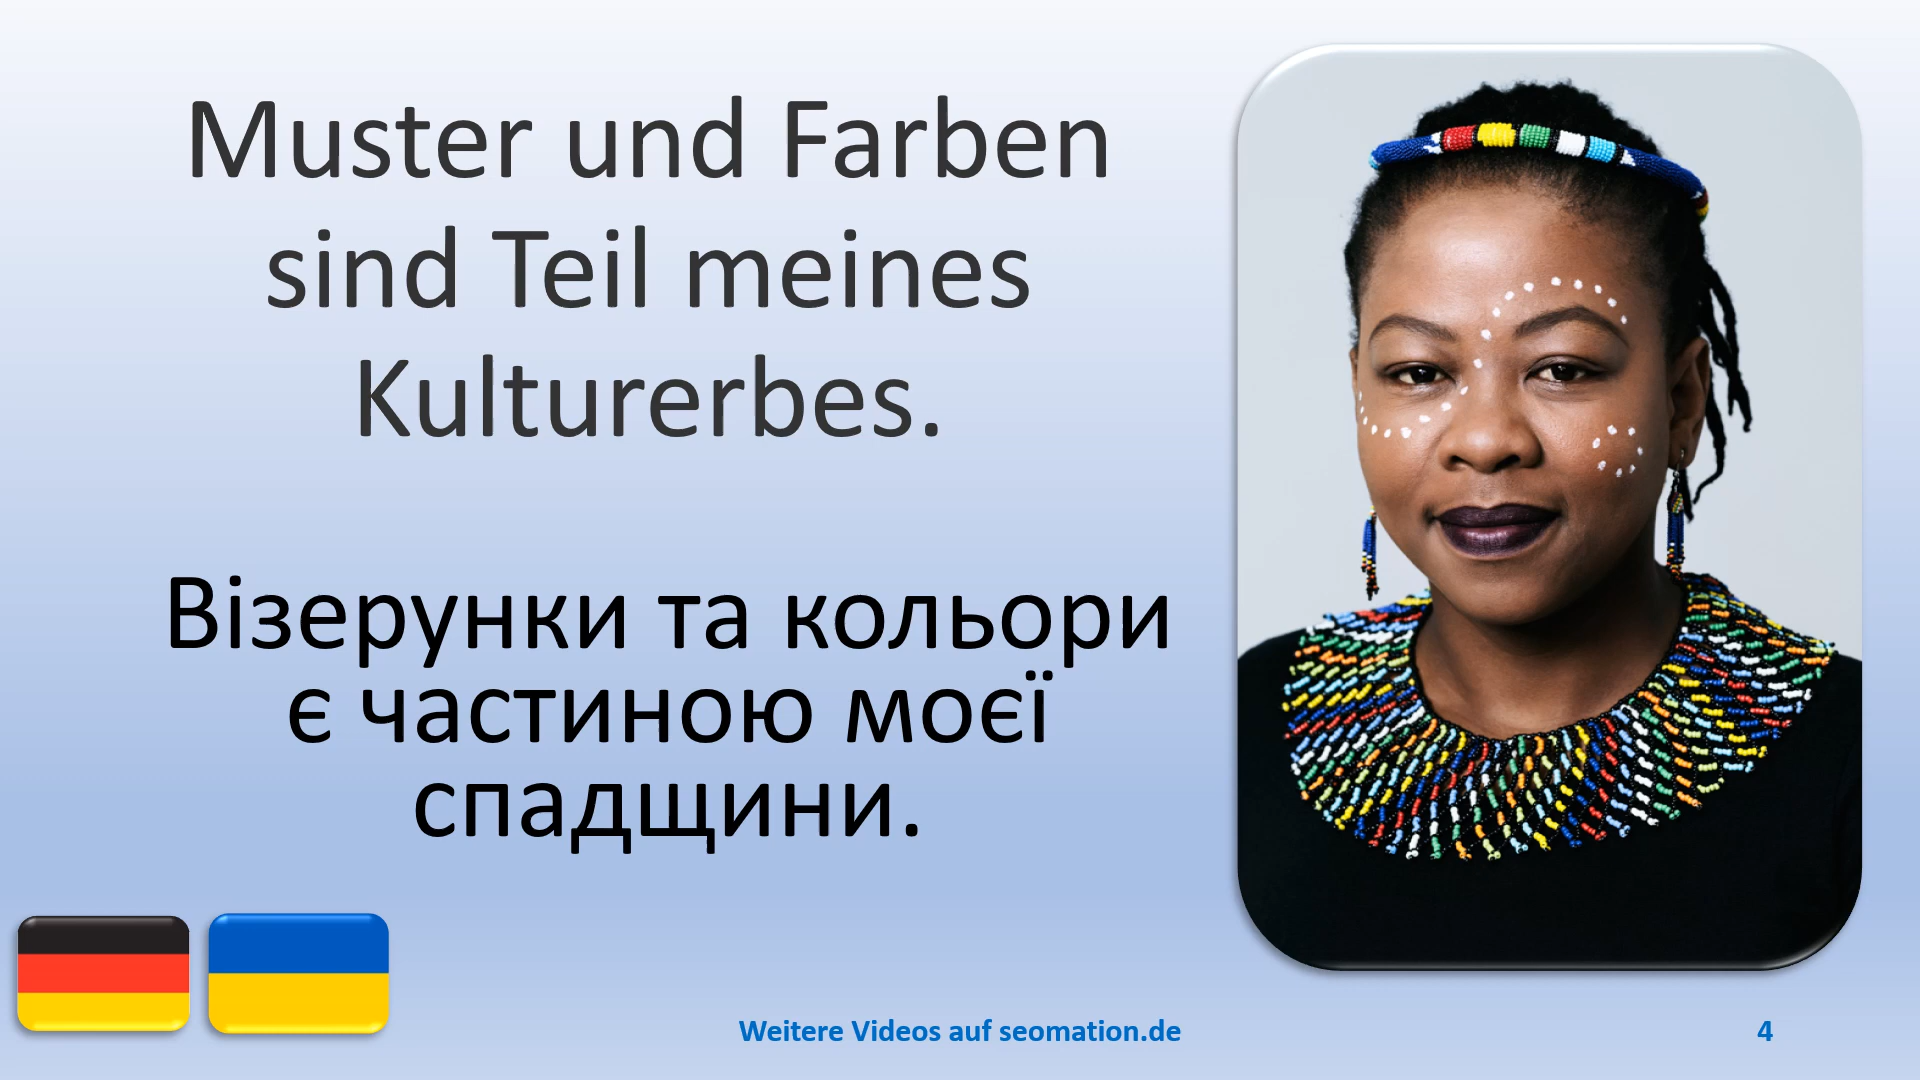 Muster und Farben
sind Teil meines
Kulturerbes.
Візерунки та кольори
є частиною моєї
спадщини.
Weitere Videos auf seomation.de
4